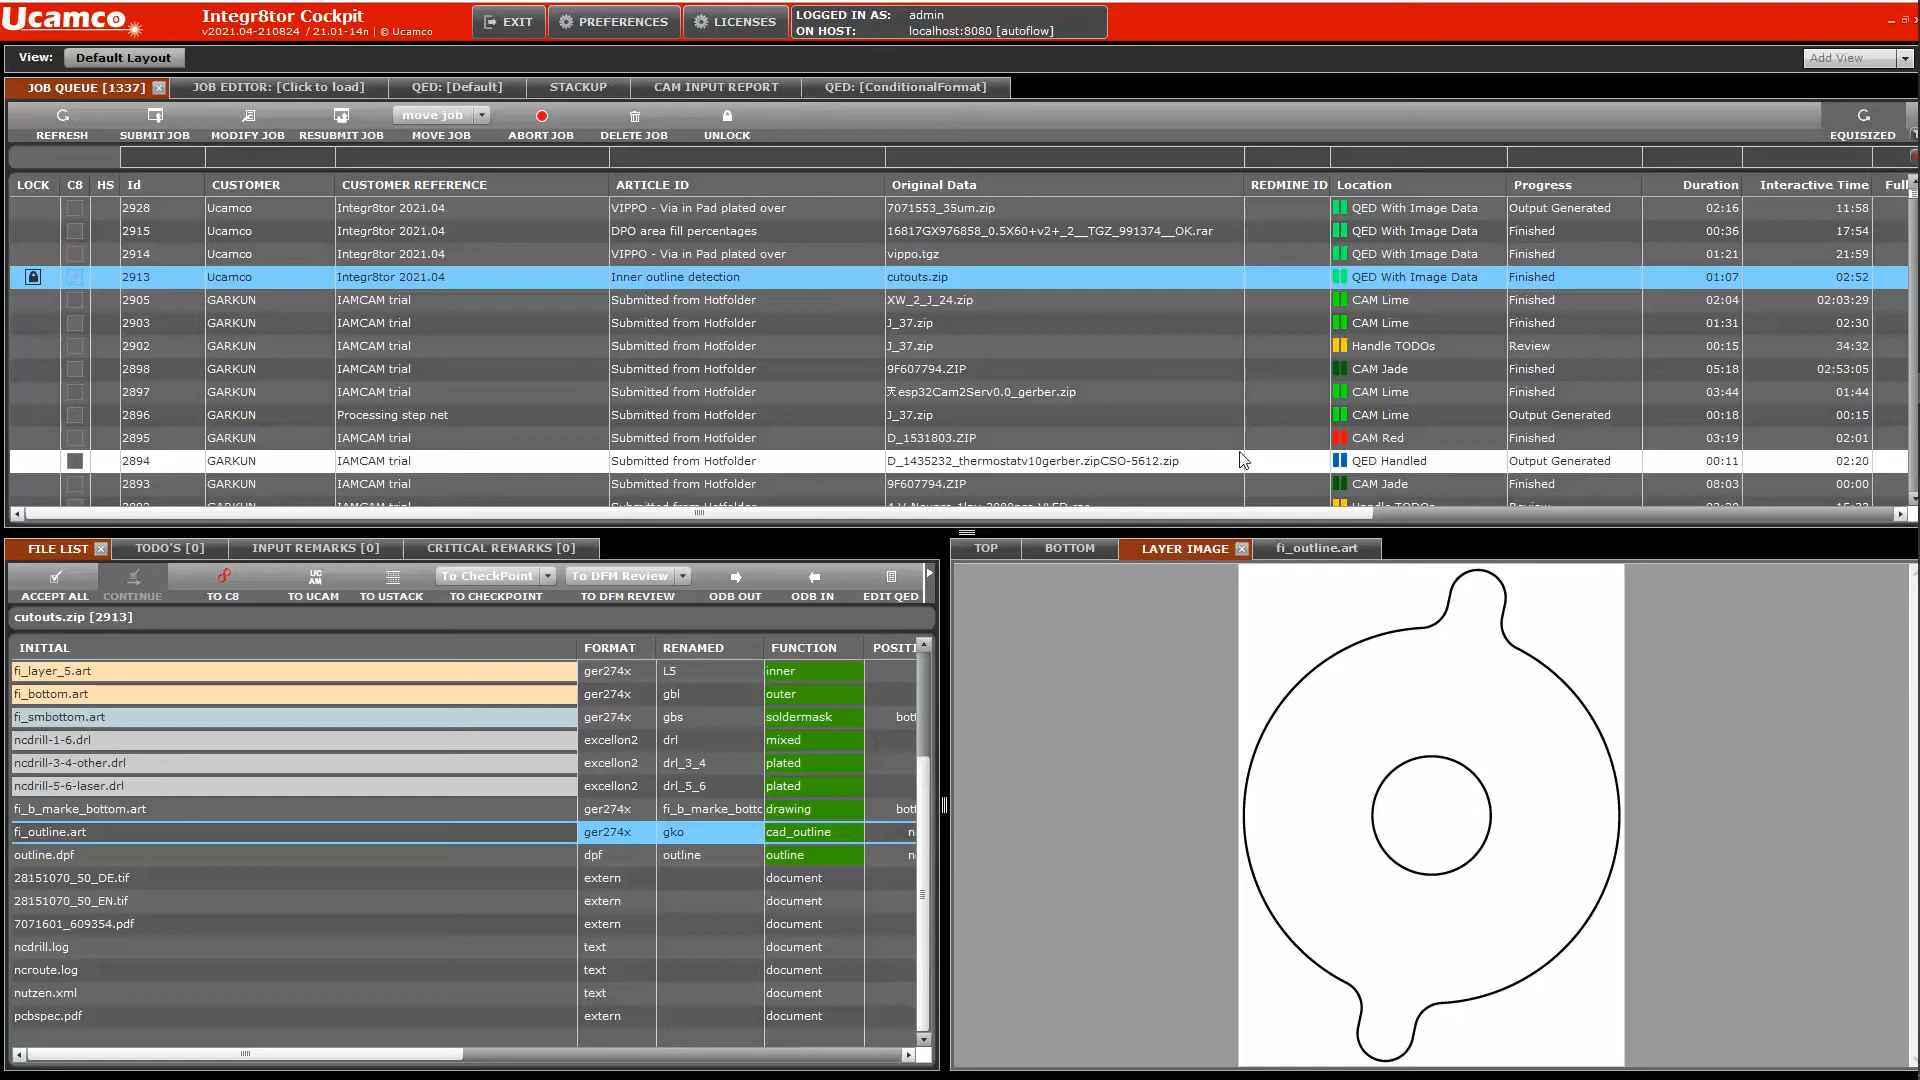 Ucamco
Integr8tor Cockpit
v2021.04-210824 / 21.01-14n | © Ucamco
EXIT PREFERENCES LICENSES
LOGGED IN AS: admin
ON HOST: localhost:8080 [autoflow]
View: Default Layout Add View
JOB QUEUE [1337] JOB EDITOR: [Click to load] QED: [Default] STACKUP CAM INPUT REPORT QED: [ConditionalFormat]
move job
REFRESH SUBMIT JOB MODIFY JOB RESUBMIT JOB MOVE JOB ABORT JOB DELETE JOB UNLOCK EQUISIZED
LOCK C8 HS Id CUSTOMER CUSTOMER REFERENCE ARTICLE ID Original Data REDMINE ID Location Progress Duration Interactive Time Full
2928 Ucamco Integr8tor 2021.04 VIPPO - Via in Pad plated over 7071553_35um.zip QED With Image Data Output Generated 02:16 11:58
2915 Ucamco Integr8tor 2021.04 DPO area fill percentages 16817GX976858_0.5X60+v2+_2__TGZ_991374__OK.rar QED With Image Data Finished 00:36 17:54
2914 Ucamco Integr8tor 2021.04 VIPPO - Via in Pad plated over vippo.tgz QED With Image Data Finished 01:21 21:59
2913 Ucamco Integr8tor 2021.04 Inner outline detection cutouts.zip QED With Image Data Finished 01:07 02:52
2905 GARKUN IAMCAM trial Submitted from Hotfolder XW_2_J_24.zip CAM Lime Finished 02:04 02:03:29
2903 GARKUN IAMCAM trial Submitted from Hotfolder J_37.zip CAM Lime Finished 01:31 02:30
2902 GARKUN IAMCAM trial Submitted from Hotfolder J_37.zip Handle TODOs Review 00:15 34:32
2898 GARKUN IAMCAM trial Submitted from Hotfolder 9F607794.ZIP CAM Jade Finished 05:18 02:53:05
2897 GARKUN IAMCAM trial Submitted from Hotfolder 天esp32Cam2Serv0.0_gerber.zip CAM Lime Finished 03:44 01:44
2896 GARKUN Processing step net Submitted from Hotfolder J_37.zip CAM Lime Output Generated 00:18 00:15
2895 GARKUN IAMCAM trial Submitted from Hotfolder D_1531803.ZIP CAM Red Finished 03:19 02:01
2894 GARKUN IAMCAM trial Submitted from Hotfolder D_1435232_thermostatv10gerber.zipCSO-5612.zip QED Handled Output Generated 00:11 02:20
2893 GARKUN IAMCAM trial Submitted from Hotfolder 9F607794.ZIP CAM Jade Finished 08:03 00:00
FILE LIST TODO'S [0] INPUT REMARKS [0] CRITICAL REMARKS [0]
UC
AM
To CheckPoint To DFM Review
ACCEPT ALL CONTINUE TO C8 TO UCAM TO USTACK TO CHECKPOINT TO DFM REVIEW ODB OUT ODB IN EDIT QED
cutouts.zip [2913]
INITIAL FORMAT RENAMED FUNCTION POSITI
fi_layer_5.art ger274x L5 inner
fi_bottom.art ger274x gbl outer
fi_smbottom.art ger274x gbs soldermask bott
ncdrill-1-6.drl excellon2 drl mixed
ncdrill-3-4-other.drl excellon2 drl_3_4 plated
ncdrill-5-6-laser.drl excellon2 drl_5_6 plated
fi_b_marke_bottom.art ger274x fi_b_marke_bottc drawing bott
fi_outline.art ger274x gko cad_outline n
outline.dpf dpf outline outline n
28151070_50_DE.tif extern document
28151070_50_EN.tif extern document
7071601_609354.pdf extern document
ncdrill.log text document
ncroute.log text document
nutzen.xml text document
pcbspec.pdf extern document
TOP BOTTOM LAYER IMAGE fi_outline.art